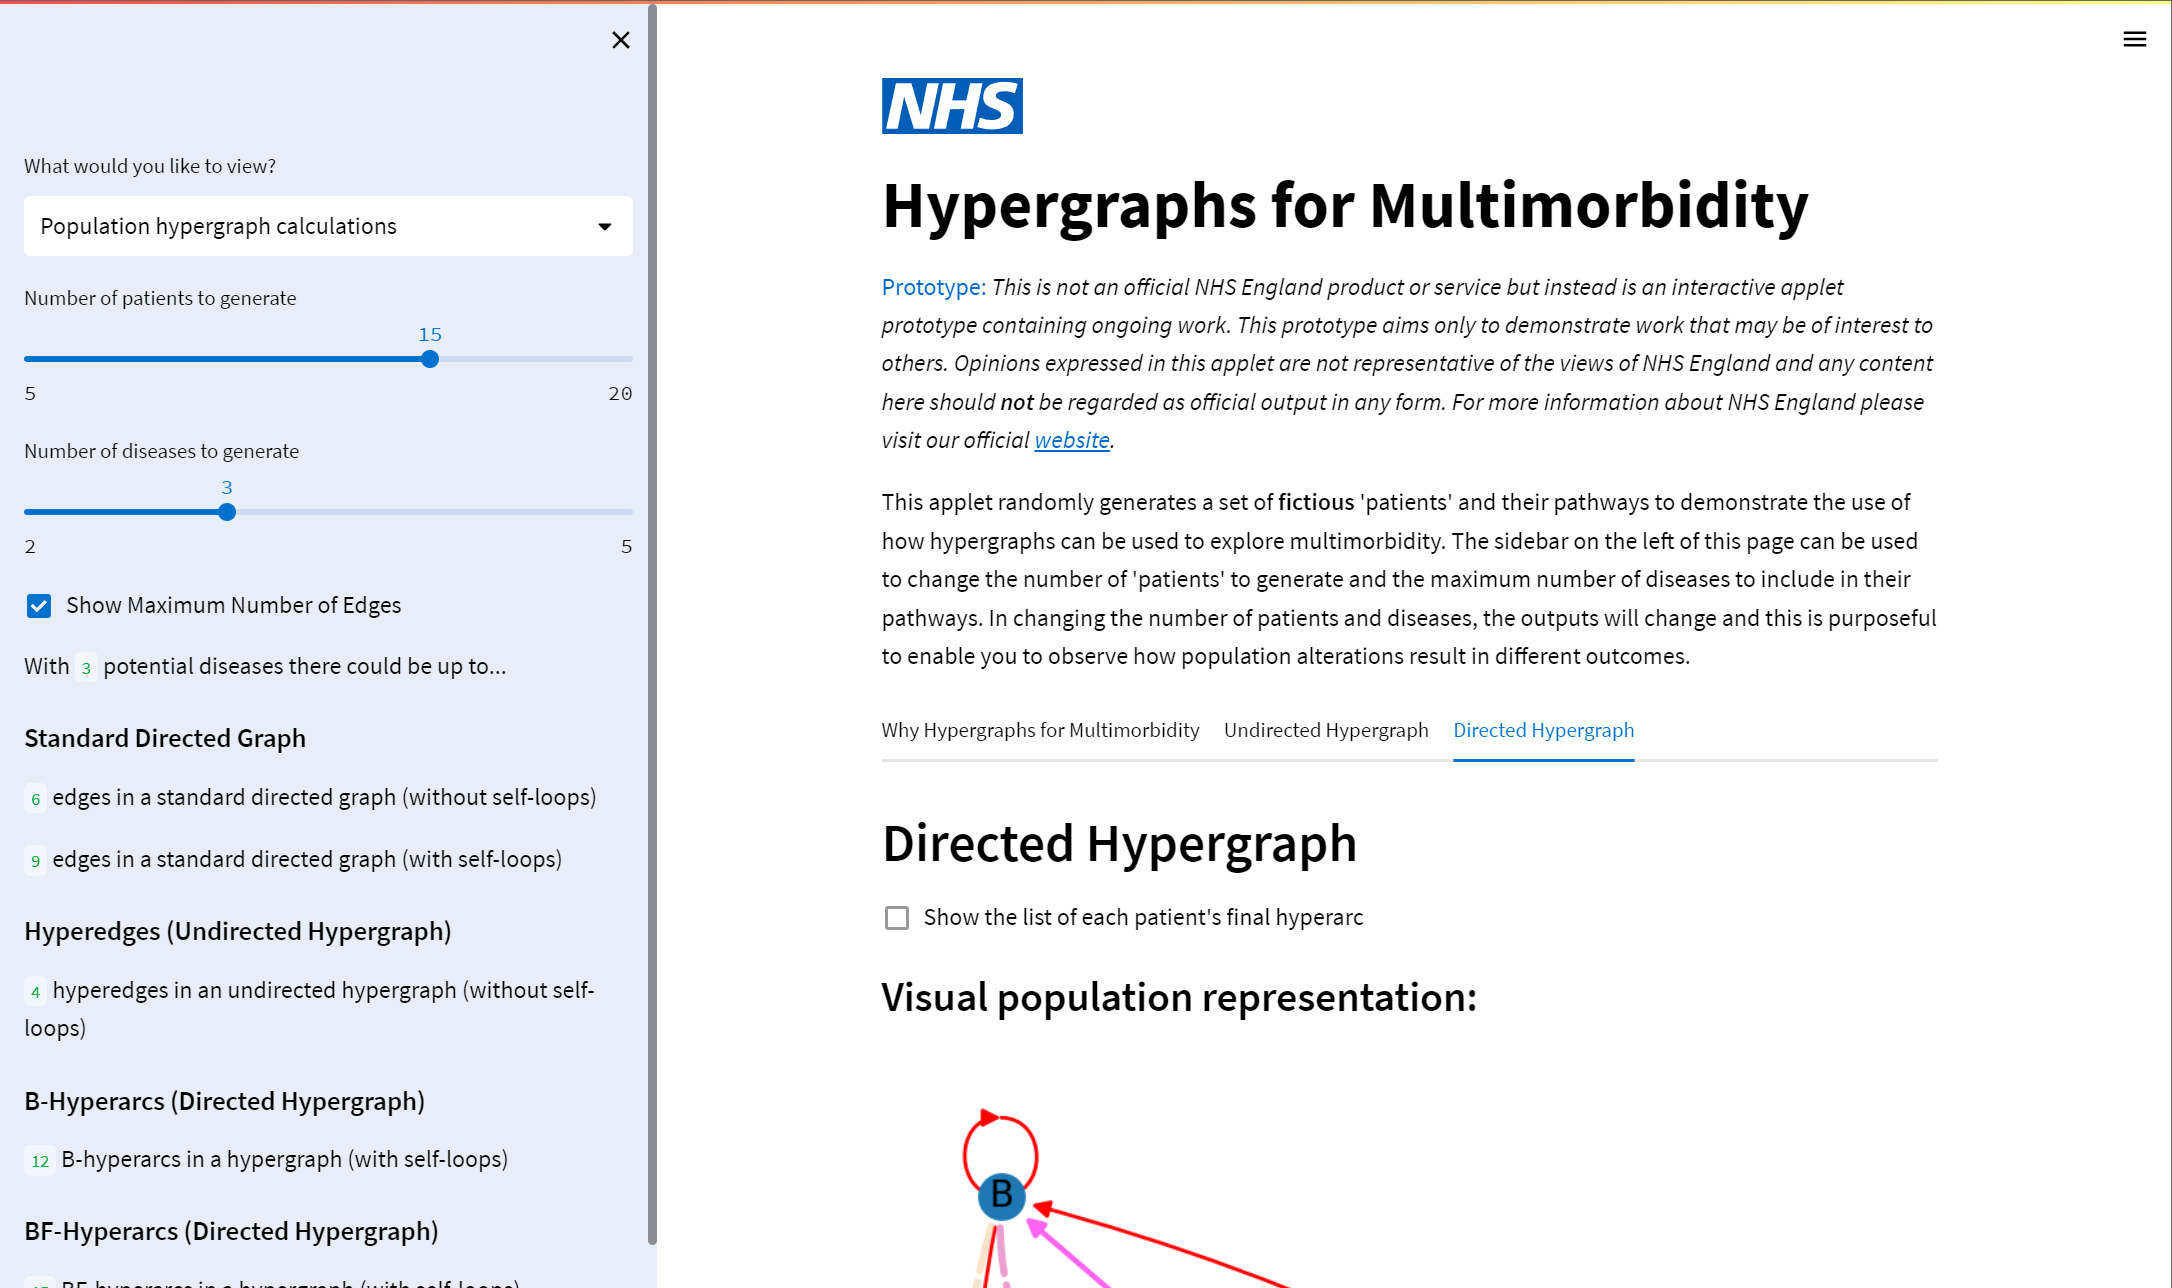 What would you like to view?
Population hypergraph calculations
Number of patients to generate
15
5 20
Number of diseases to generate
3
2 5
Show Maximum Number of Edges
With 3 potential diseases there could be up to...
Standard Directed Graph
6 edges in a standard directed graph (without self-loops)
9 edges in a standard directed graph (with self-loops)
Hyperedges (Undirected Hypergraph)
4 hyperedges in an undirected hypergraph (without self-
loops)
B-Hyperarcs (Directed Hypergraph)
12 B-hyperarcs in a hypergraph (with self-loops)
BF-Hyperarcs (Directed Hypergraph)
BF-hyperarcs in a hypergraph (with self-loops)
NHS
Hypergraphs for Multimorbidity
Prototype: This is not an official NHS England product or service but instead is an interactive applet
prototype containing ongoing work. This prototype aims only to demonstrate work that may be of interest to
others. Opinions expressed in this applet are not representative of the views of NHS England and any content
here should not be regarded as official output in any form. For more information about NHS England please
visit our official website.
This applet randomly generates a set of fictious 'patients' and their pathways to demonstrate the use of
how hypergraphs can be used to explore multimorbidity. The sidebar on the left of this page can be used
to change the number of 'patients' to generate and the maximum number of diseases to include in their
pathways. In changing the number of patients and diseases, the outputs will change and this is purposeful
to enable you to observe how population alterations result in different outcomes.
Why Hypergraphs for Multimorbidity Undirected Hypergraph Directed Hypergraph
Directed Hypergraph
Show the list of each patient's final hyperarc
Visual population representation:
B